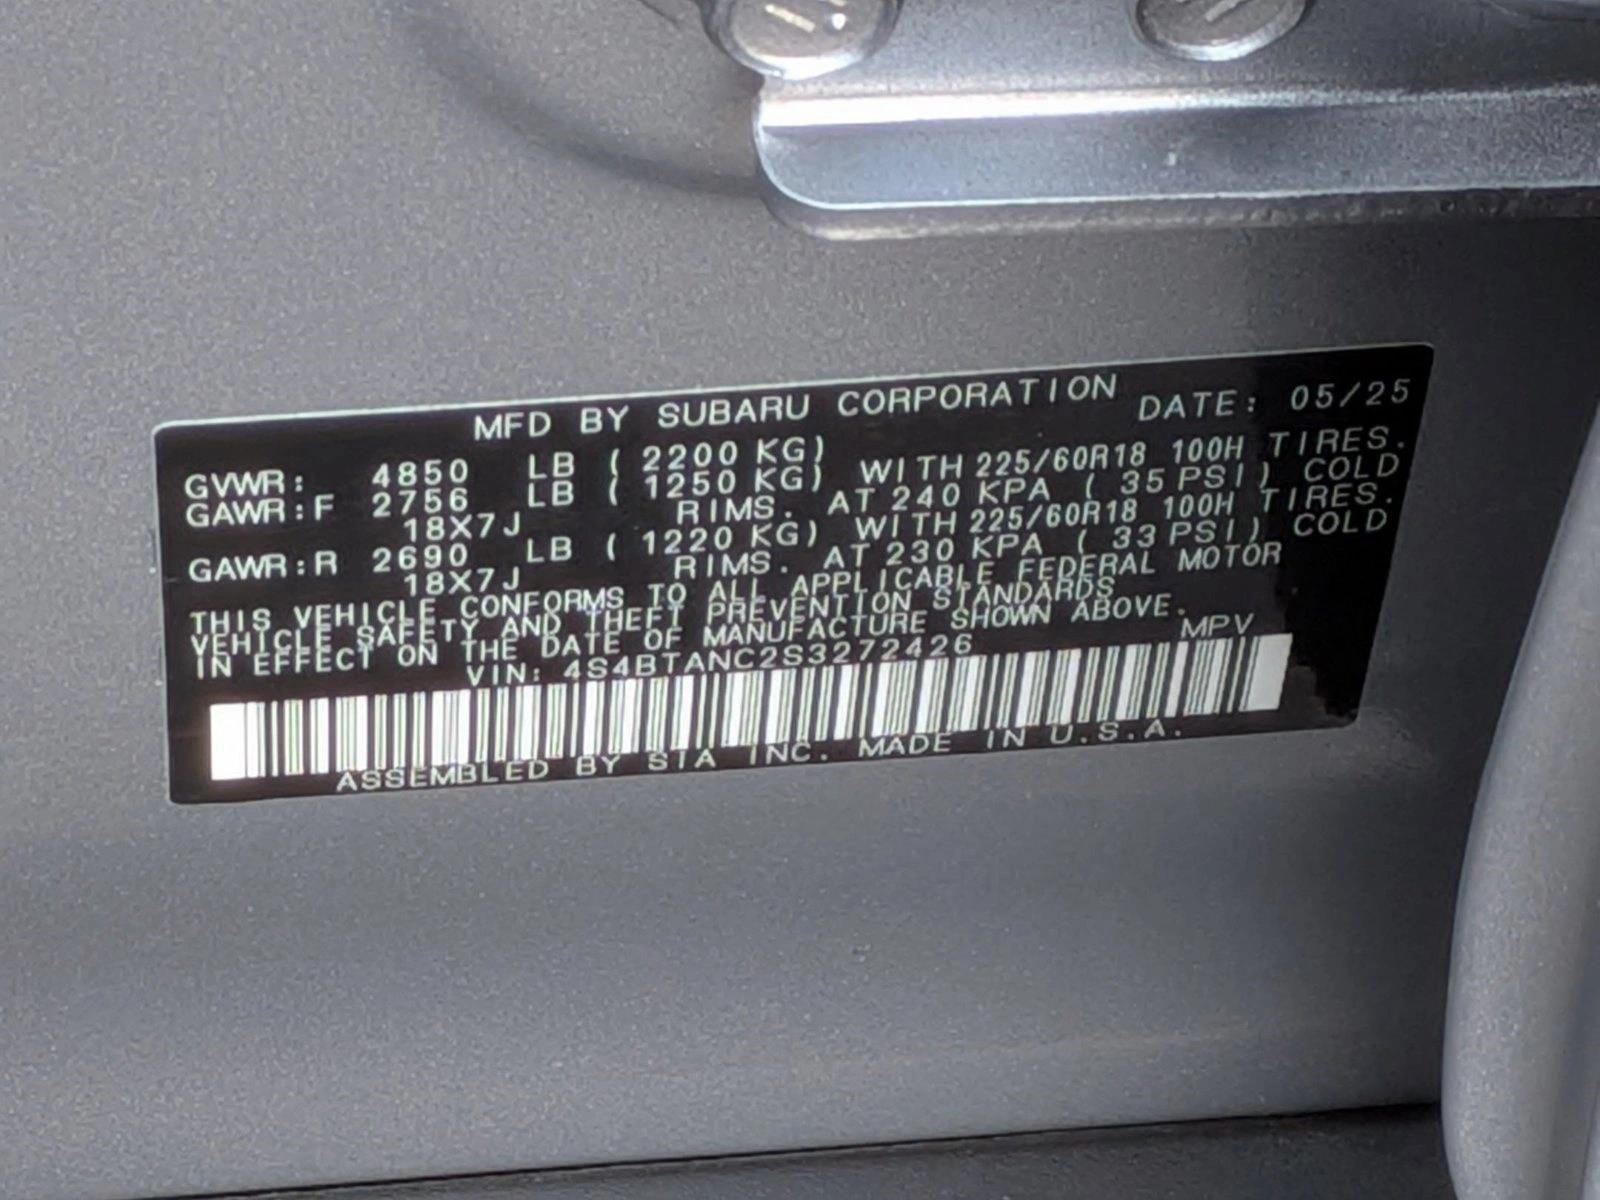 MFD BY SUBARU CORPORATION DATE: 05/25
GVWR: 4850 LB ( 2200 KG)
GAWR:F 2756 LB ( 1250 KG) WITH 225/60R18 100H TIRES.
18X7J RIMS. AT 240 KPA ( 35 PSI) COLD
GAWR:R 2690 LB ( 1220 KG) WITH 225/60R18 100H TIRES.
18X7J RIMS. AT 230 KPA ( 33 PSI) COLD
THIS VEHICLE CONFORMS TO ALL APPLICABLE FEDERAL MOTOR
VEHICLE SAFETY AND THEFT PREVENTION STANDARDS
IN EFFECT ON THE DATE OF MANUFACTURE SHOWN ABOVE.
VIN: 4S4BTANC2S3272426 MPV
ASSEMBLED BY SIA INC. MADE IN U.S.A.